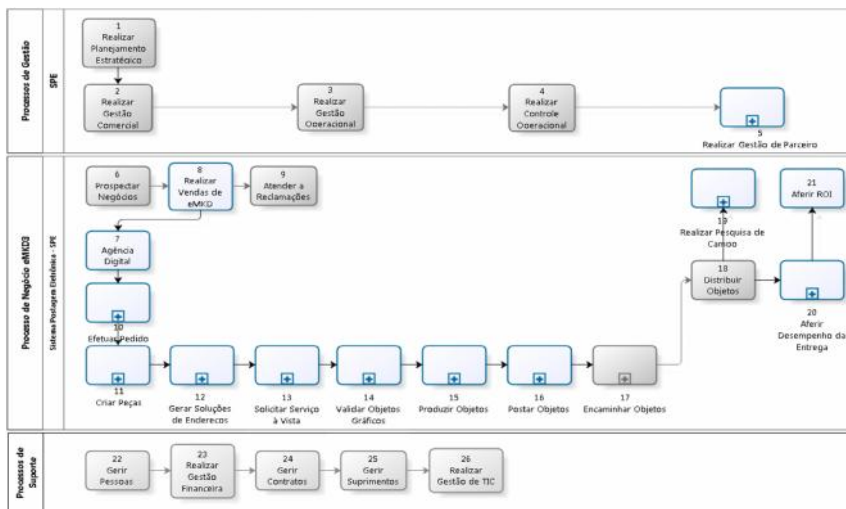 Processos de Gestão
SPE
1
Realizar
Planejamento
Estratégico
2
Realizar
Gestão
Comercial
3
Realizar
Gestão
Operacional
4
Realizar
Controle
Operacional
5
Realizar Gestão de Parceiro
Processo de Negócio eMKD3
Sistema Postagem Eletrônica - SPE
6
Prospectar
Negócios
8
Realizar
Vendas de
eMKD
9
Atender a
Reclamações
7
Agência
Digital
10
Efetuar Pedido
11
Criar Peças
12
Gerar Soluções
de Endereços
13
Solicitar Serviço
à Vista
14
Validar Objetos
Gráficos
15
Produzir Objetos
16
Postar Objetos
17
Encaminhar Objetos
18
Distribuir
Objetos
19
Realizar Pesquisa de
Campo
20
Aferir
Desempenho da
Entrega
21
Aferir ROI
Processos de
Suporte
22
Gerir
Pessoas
23
Realizar
Gestão
Financeira
24
Gerir
Contratos
25
Gerir
Suprimentos
26
Realizar
Gestão de TIC